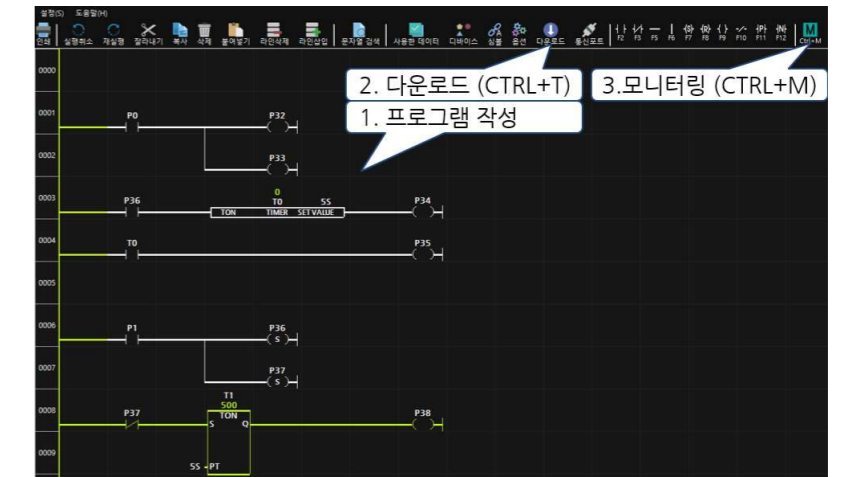 설정(S) 도움말(H)
인쇄 실행취소 재실행 잘라내기 복사 삭제 붙여넣기 라인삭제 라인삽입 문자열 검색 사용한 데이터 디바이스 심볼 옵션 다운로드 통신포트 F2 F3 F5 F6 F7 F8 F9 F10 F11 F12 Ctrl+M
0000
2. 다운로드 (CTRL+T) 3.모니터링 (CTRL+M)
1. 프로그램 작성
0001 P0 P32
0002 P33
0
0003 P36 T0 5S P34
TON TIMER SET VALUE
0004 T0 P35
0005
0006 P1 P36
S
0007 P37
S
T1
500
0008 P37 TON P38
S Q
0009
5S PT